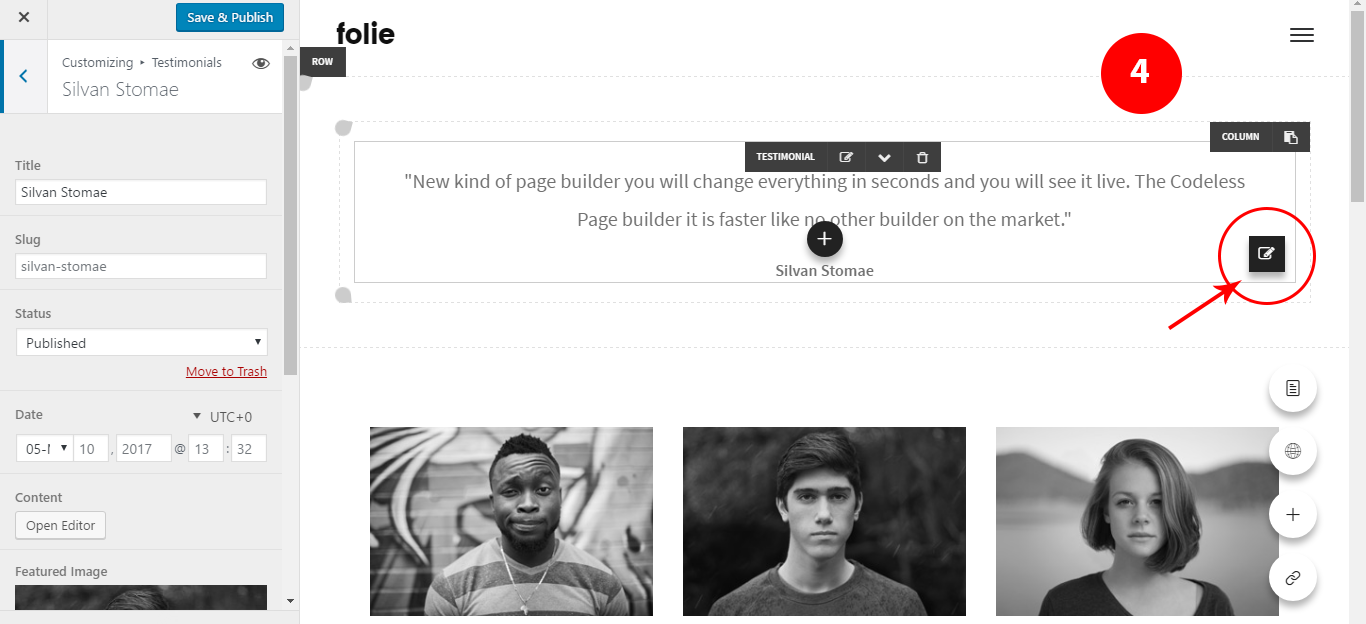 Save & Publish
Customizing ▸ Testimonials
Silvan Stomae
Title
Silvan Stomae
Slug
silvan-stomae
Status
Published
Move to Trash
Date
UTC+0
10 , 2017 @ 13 : 32
Content
Open Editor
Featured Image
folie
ROW
4
COLUMN
TESTIMONIAL
"New kind of page builder you will change everything in seconds and you will see it live. The Codeless
Page builder it is faster like no other builder on the market."
Silvan Stomae